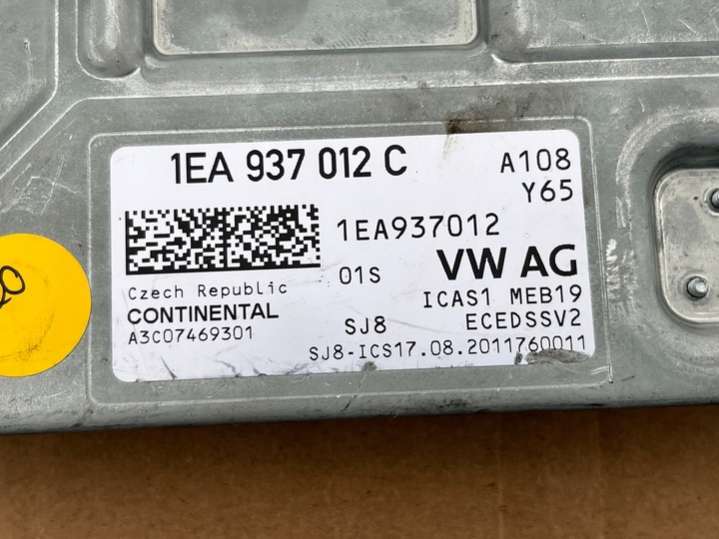 1EA 937 012 C
A108
Y65
1EA937012
01S
VW AG
Czech Republic
CONTINENTAL
A3C07469301
ICAS1 MEB19
SJ8
ECEDSSV2
SJ8-ICS17.08.2011760011